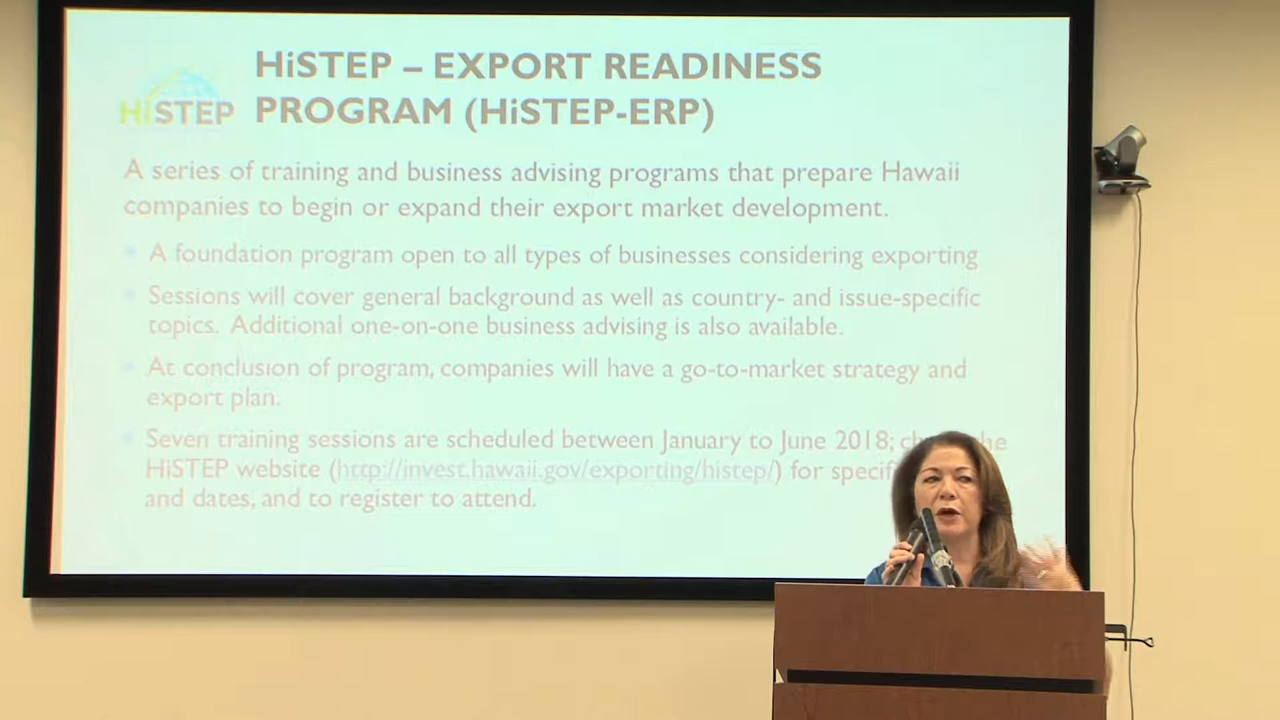 HiSTEP – EXPORT READINESS
HiSTEP PROGRAM (HiSTEP-ERP)
A series of training and business advising programs that prepare Hawaii
companies to begin or expand their export market development.
• A foundation program open to all types of businesses considering exporting
• Sessions will cover general background as well as country- and issue-specific
topics. Additional one-on-one business advising is also available.
• At conclusion of program, companies will have a go-to-market strategy and
export plan.
• Seven training sessions are scheduled between January to June 2018; he
HiSTEP website (http://invest.hawaii.gov/exporting/histep/) for
and dates, and to register to attend.